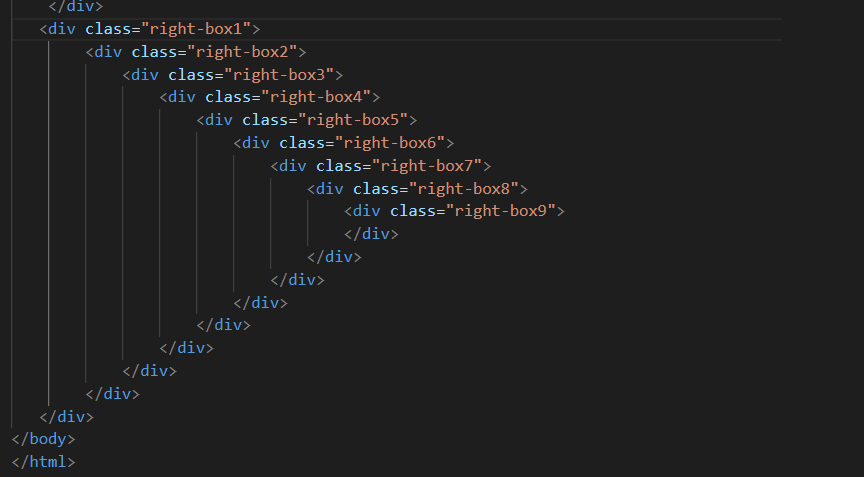 </div>
<div class="right-box1">
<div class="right-box2">
<div class="right-box3">
<div class="right-box4">
<div class="right-box5">
<div class="right-box6">
<div class="right-box7">
<div class="right-box8">
<div class="right-box9">
</div>
</div>
</div>
</div>
</div>
</div>
</div>
</div>
</div>
</body>
</html>